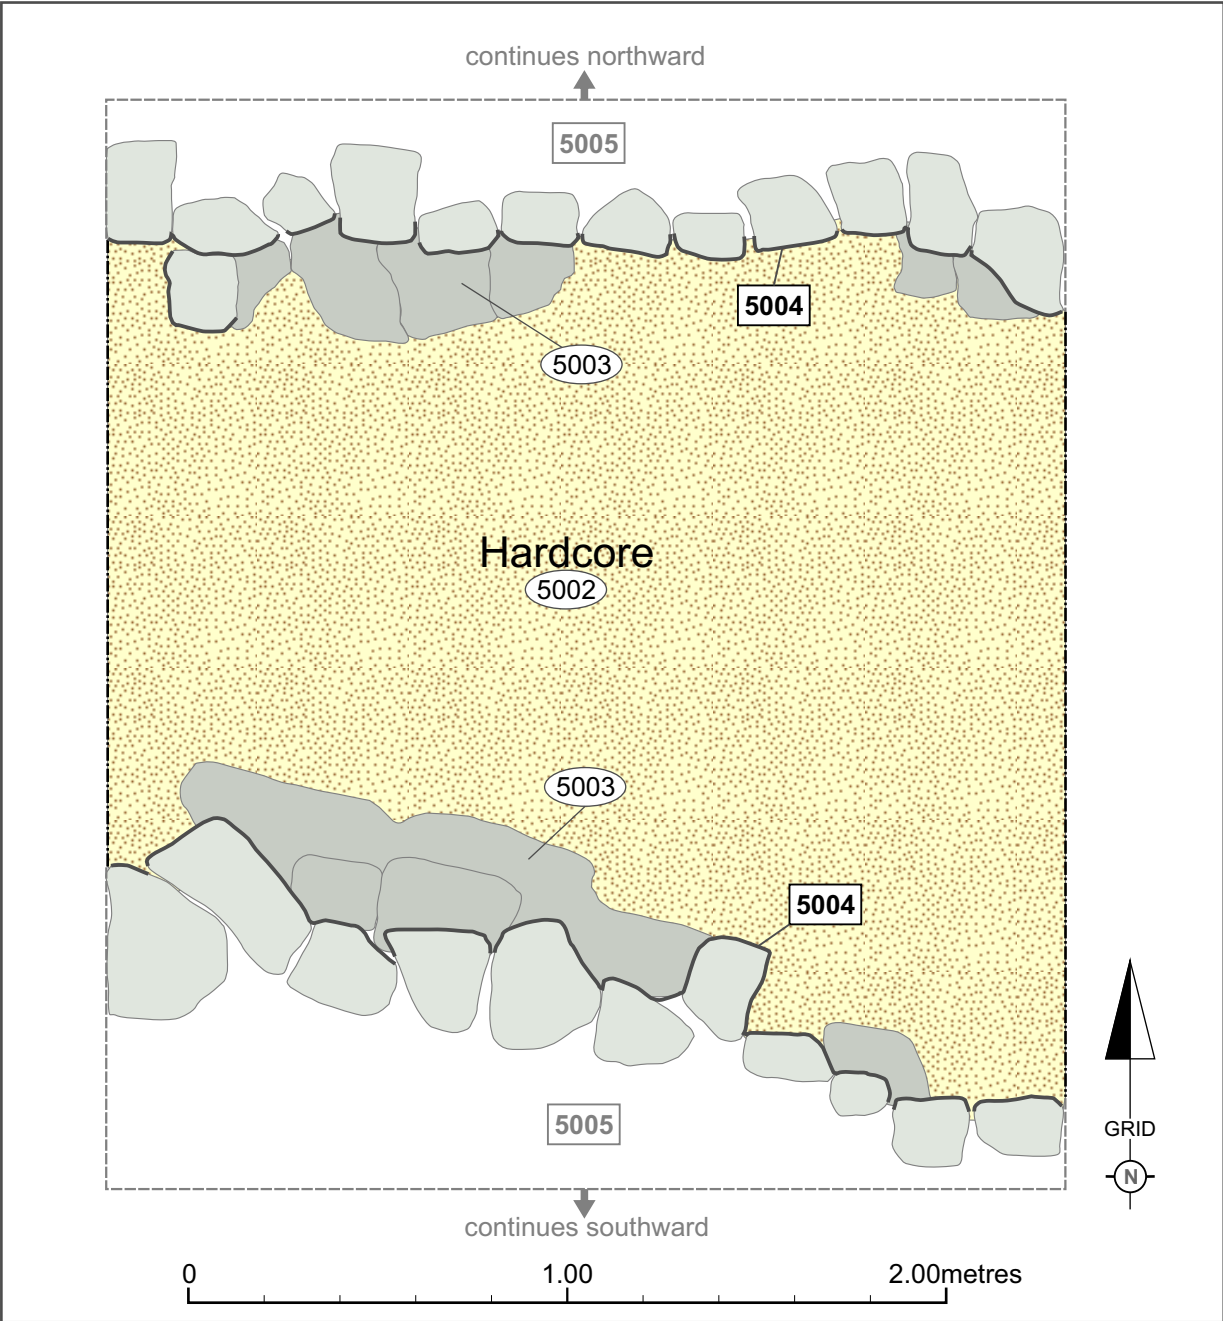 continues northward
5005
5004
5003
Hardcore
5002
5003
5004
5005
GRID
N
continues southward
0 1.00 2.00metres